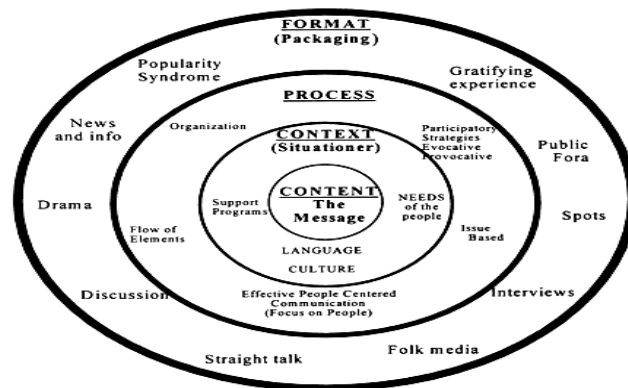 FORMAT
(Packaging)
Popularity
Syndrome
Gratifying
experience
PROCESS
News
and info
Organization
CONTEXT
(Situationer)
Participatory
Strategies
Evocative
Provocative
Public
Fora
CONTENT
The
Message
Support
Programs
NEEDS
of the
people
Drama
Spots
Flow of
Elements
Issue
Based
LANGUAGE
CULTURE
Discussion
Effective People Centered
Communication
(Focus on People)
Interviews
Straight talk
Folk media